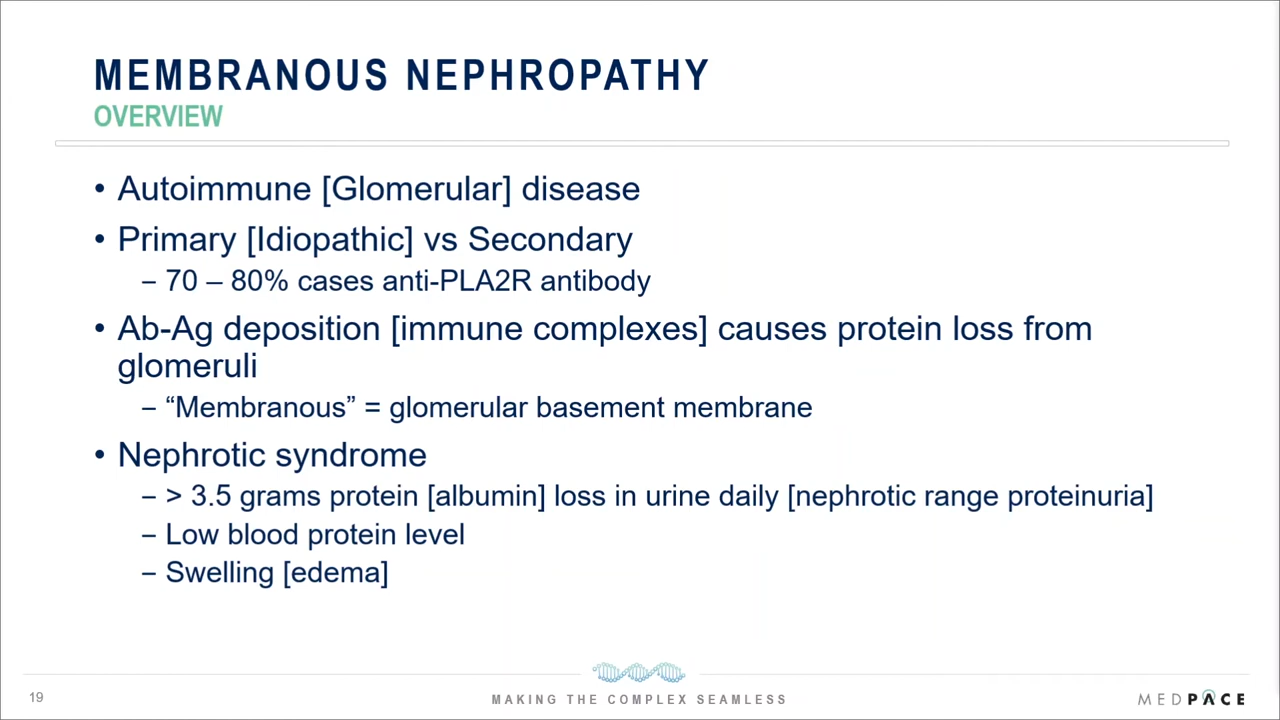 MEMBRANOUS NEPHROPATHY
OVERVIEW
• Autoimmune [Glomerular] disease
• Primary [Idiopathic] vs Secondary
– 70 – 80% cases anti-PLA2R antibody
• Ab-Ag deposition [immune complexes] causes protein loss from
glomeruli
– “Membranous” = glomerular basement membrane
• Nephrotic syndrome
– > 3.5 grams protein [albumin] loss in urine daily [nephrotic range proteinuria]
– Low blood protein level
– Swelling [edema]
19
MAKING THE COMPLEX SEAMLESS
MEDPACE